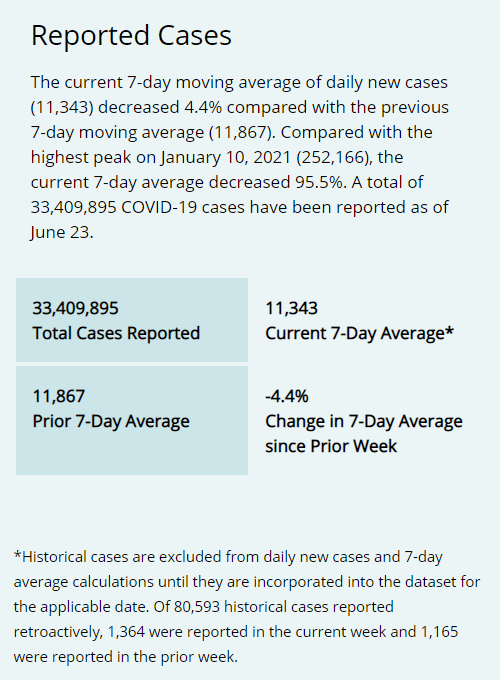 Reported Cases
The current 7-day moving average of daily new cases
(11,343) decreased 4.4% compared with the previous
7-day moving average (11,867). Compared with the
highest peak on January 10, 2021 (252,166), the
current 7-day average decreased 95.5%. A total of
33,409,895 COVID-19 cases have been reported as of
June 23.
33,409,895
Total Cases Reported
11,343
Current 7-Day Average*
11,867
Prior 7-Day Average
-4.4%
Change in 7-Day Average
since Prior Week
*Historical cases are excluded from daily new cases and 7-day
average calculations until they are incorporated into the dataset for
the applicable date. Of 80,593 historical cases reported
retroactively, 1,364 were reported in the current week and 1,165
were reported in the prior week.